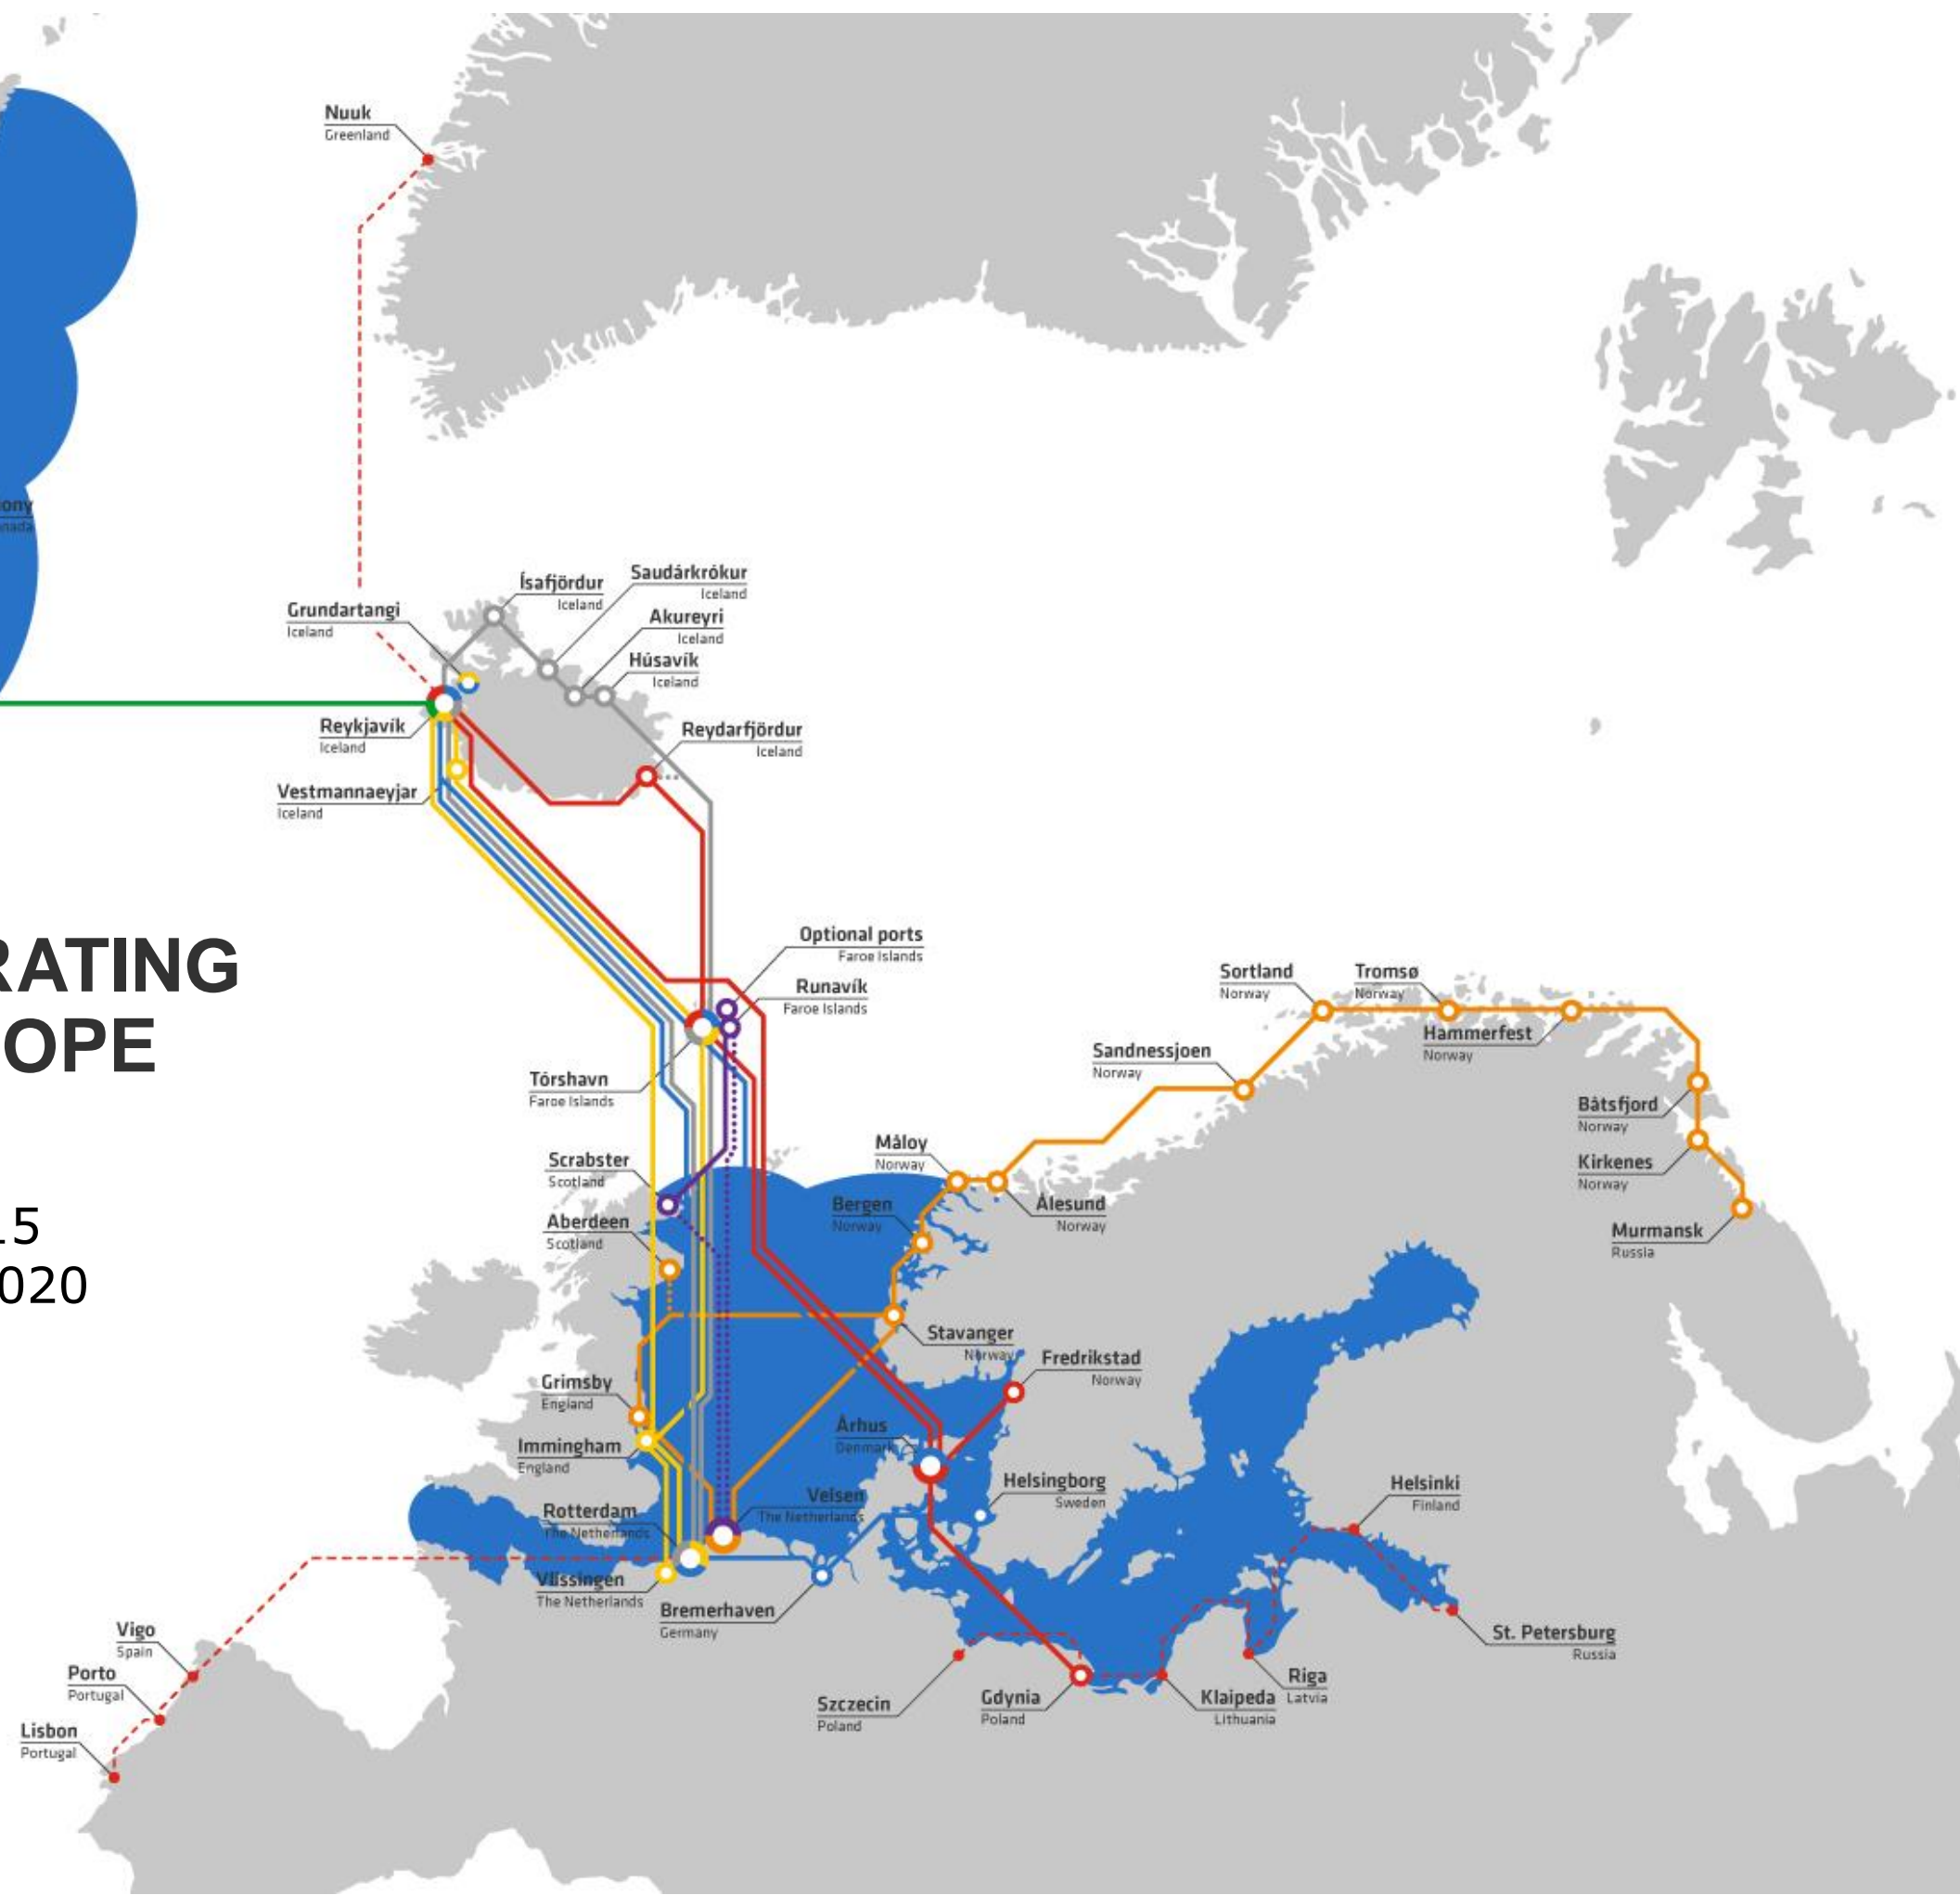 Nuuk
Greenland
ony
nada
Ísafjördur
Iceland
Saudárkrókur
Iceland
Grundartangi
Iceland
Akureyri
Iceland
Húsavík
Iceland
Reykjavík
Iceland
Reydarfjördur
Iceland
Vestmannaeyjar
Iceland
RATING
OPE
15
020
Optional ports
Faroe Islands
Runavík
Faroe Islands
Tórshavn
Faroe Islands
Sortland
Norway
Tromsø
Norway
Hammerfest
Norway
Sandnessjoen
Norway
Båtsfjord
Norway
Kirkenes
Norway
Murmansk
Russia
Måloy
Norway
Ålesund
Norway
Bergen
Norway
Scrabster
Scotland
Aberdeen
Scotland
Stavanger
Norway
Fredrikstad
Norway
Grimsby
England
Århus
Denmark
Immingham
England
Helsingborg
Sweden
Helsinki
Finland
Rotterdam
The Netherlands
Velsen
The Netherlands
Vlissingen
The Netherlands
Bremerhaven
Germany
Vigo
Spain
Porto
Portugal
Lisbon
Portugal
Szczecin
Poland
Gdynia
Poland
Klaipeda
Lithuania
Riga
Latvia
St. Petersburg
Russia